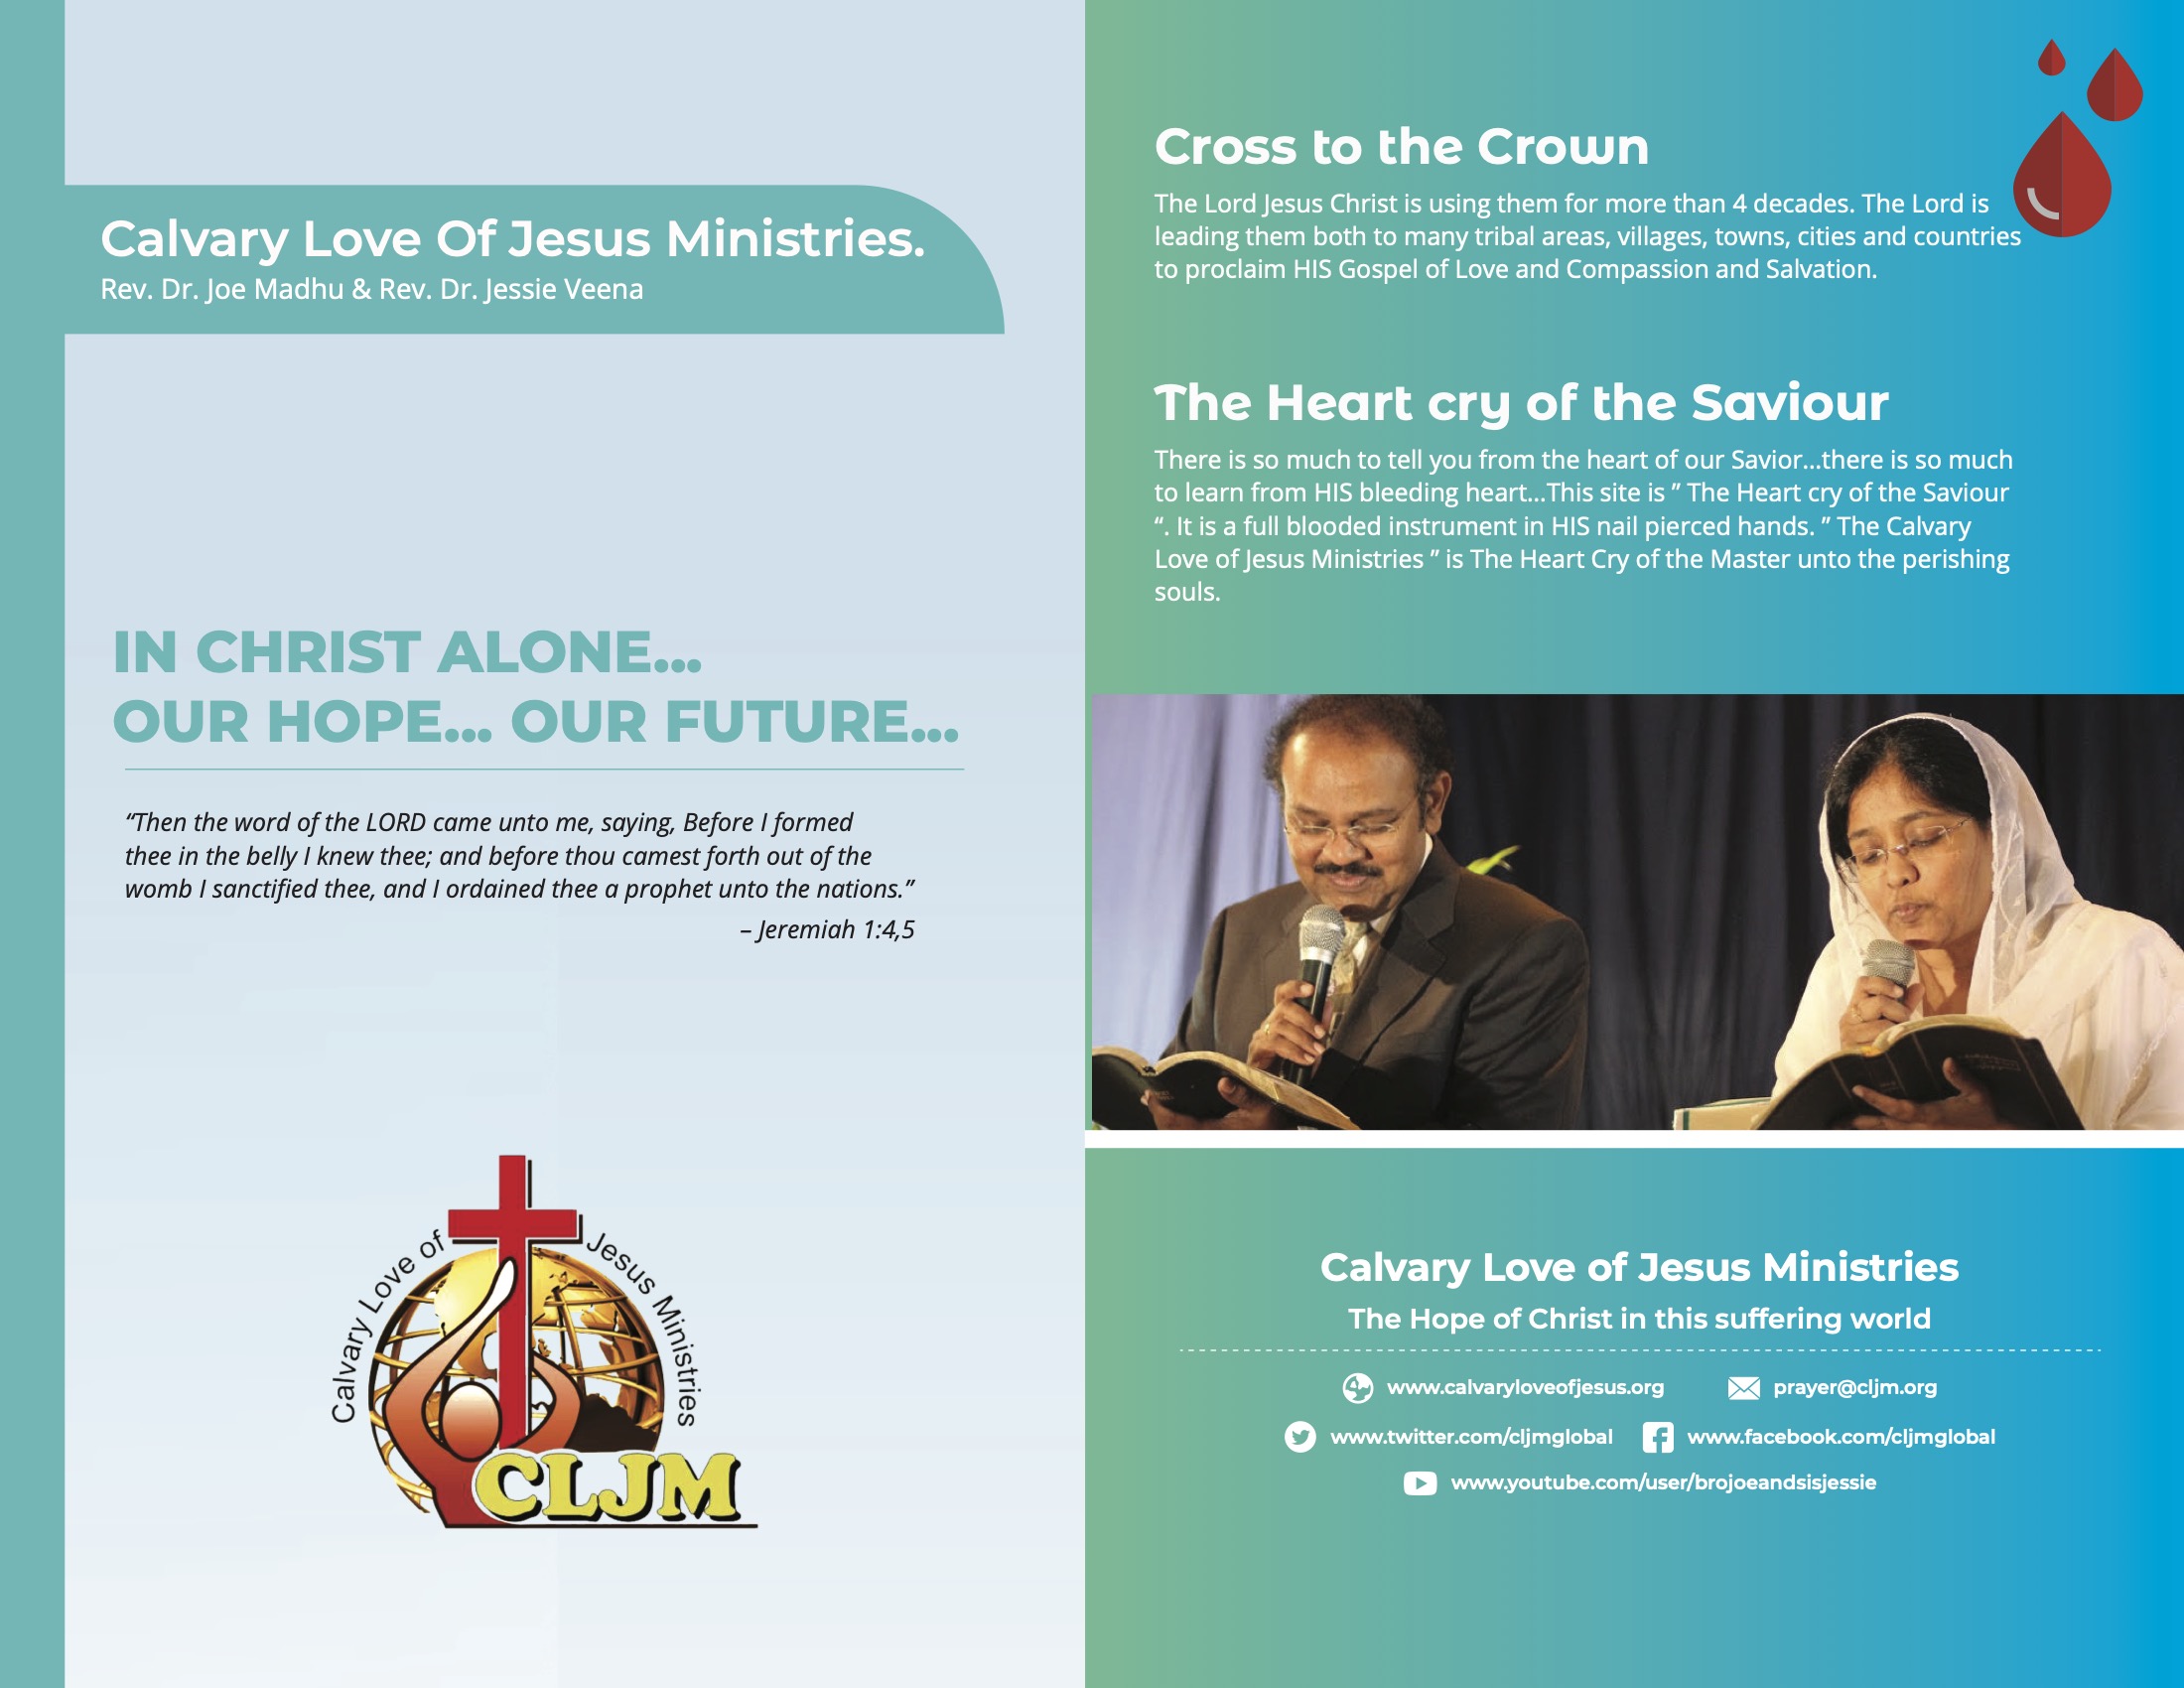 Calvary Love Of Jesus Ministries.
Rev. Dr. Joe Madhu & Rev. Dr. Jessie Veena
IN CHRIST ALONE...
OUR HOPE... OUR FUTURE...
“Then the word of the LORD came unto me, saying, Before I formed
thee in the belly I knew thee; and before thou camest forth out of the
womb I sanctified thee, and I ordained thee a prophet unto the nations.”
– Jeremiah 1:4,5
Calvary Love of Jesus Ministries
CLJM
Cross to the Crown
The Lord Jesus Christ is using them for more than 4 decades. The Lord is
leading them both to many tribal areas, villages, towns, cities and countries
to proclaim HIS Gospel of Love and Compassion and Salvation.
The Heart cry of the Saviour
There is so much to tell you from the heart of our Savior...there is so much
to learn from HIS bleeding heart...This site is ” The Heart cry of the Saviour
“. It is a full blooded instrument in HIS nail pierced hands. ” The Calvary
Love of Jesus Ministries ” is The Heart Cry of the Master unto the perishing
souls.
Calvary Love of Jesus Ministries
The Hope of Christ in this suffering world
www.calvaryloveofjesus.org prayer@cljm.org
www.twitter.com/cljmglobal www.facebook.com/cljmglobal
www.youtube.com/user/brojoeandsisjessie